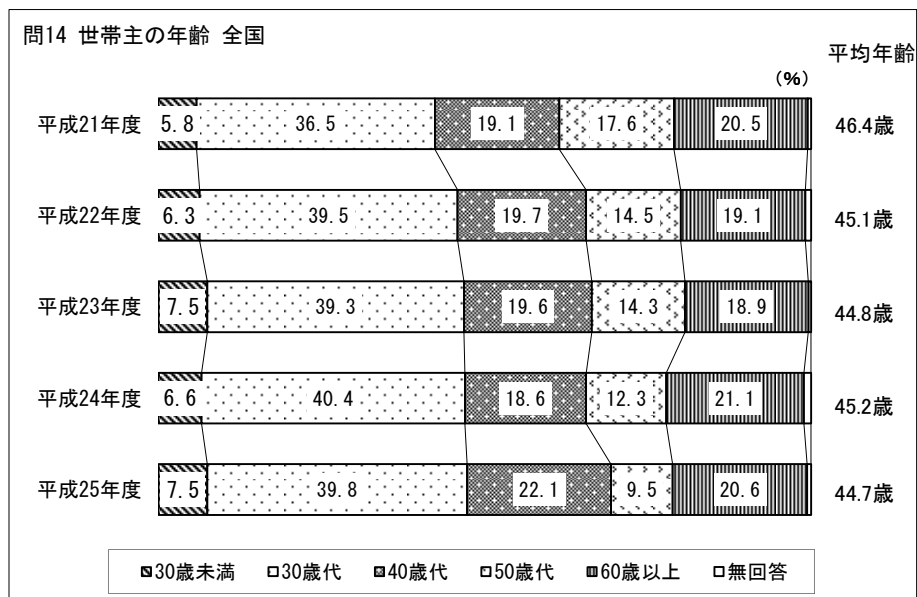 問14 世帯主の年齢 全国
平均年齢
(%)
平成21年度 5.8 36.5 19.1 17.6 20.5 46.4歳
平成22年度 6.3 39.5 19.7 14.5 19.1 45.1歳
平成23年度 7.5 39.3 19.6 14.3 18.9 44.8歳
平成24年度 6.6 40.4 18.6 12.3 21.1 45.2歳
平成25年度 7.5 39.8 22.1 9.5 20.6 44.7歳
30歳未満 30歳代 40歳代 50歳代 60歳以上 無回答